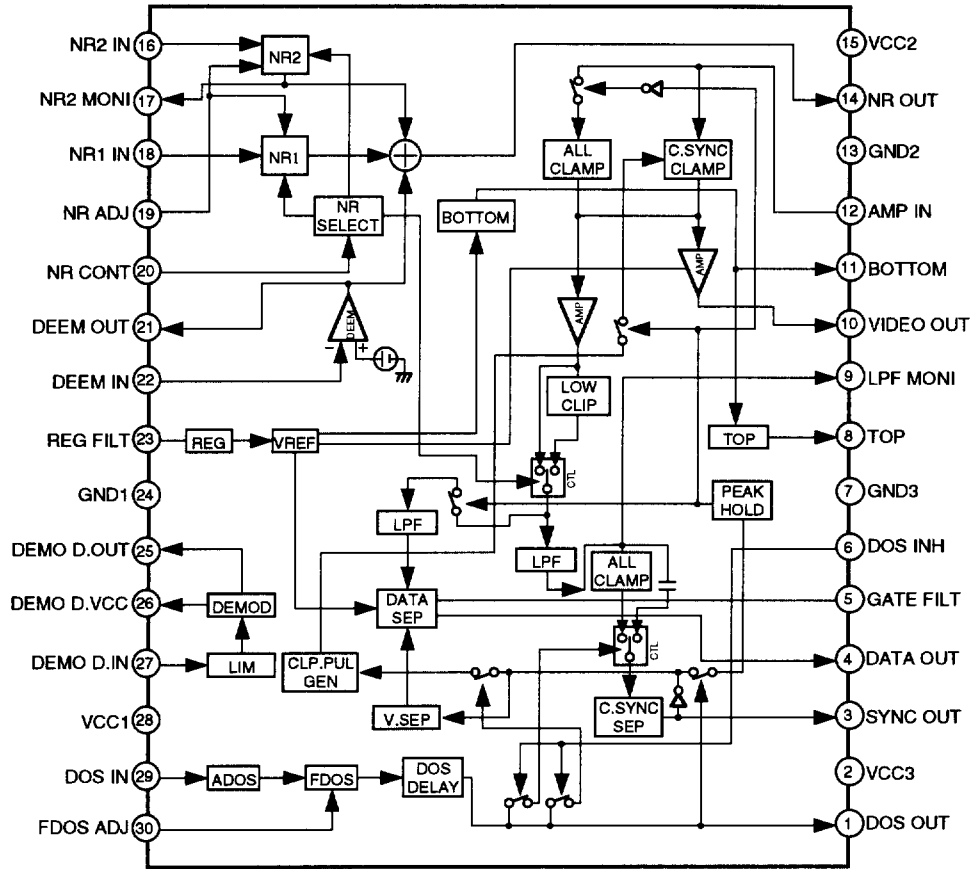 NR2 IN 16
NR2 MONI 17
NR1 IN 18
NR ADJ 19
NR CONT 20
DEEM OUT 21
DEEM IN 22
REG FILT 23
GND1 24
DEMO D.OUT 25
DEMO D.VCC 26
DEMO D.IN 27
VCC1 28
DOS IN 29
FDOS ADJ 30
NR2
NR1
NR
SELECT
BOTTOM
ALL
CLAMP
C.SYNC
CLAMP
AMP
AMP
DEEM
- +
LOW
CLIP
REG
VREF
TOP
CTL
PEAK
HOLD
LPF
LPF
ALL
CLAMP
DATA
SEP
DEMOD
LIM
CLP.PUL
GEN
CTL
V.SEP
C.SYNC
SEP
ADOS
FDOS
DOS
DELAY
15 VCC2
14 NR OUT
13 GND2
12 AMP IN
11 BOTTOM
10 VIDEO OUT
9 LPF MONI
8 TOP
7 GND3
6 DOS INH
5 GATE FILT
4 DATA OUT
3 SYNC OUT
2 VCC3
1 DOS OUT